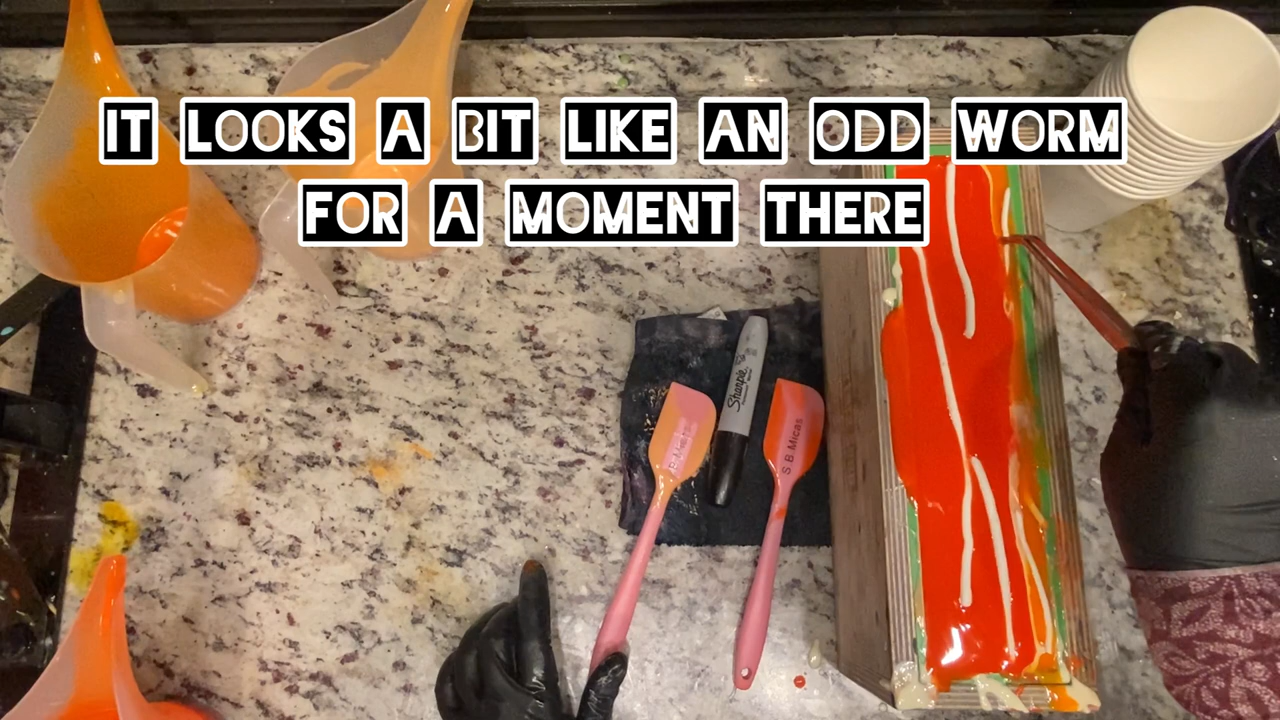 IT LOOKS A BIT LIKE AN ODD WORM
FOR A MOMENT THERE
Sharpie
S.B. Micas